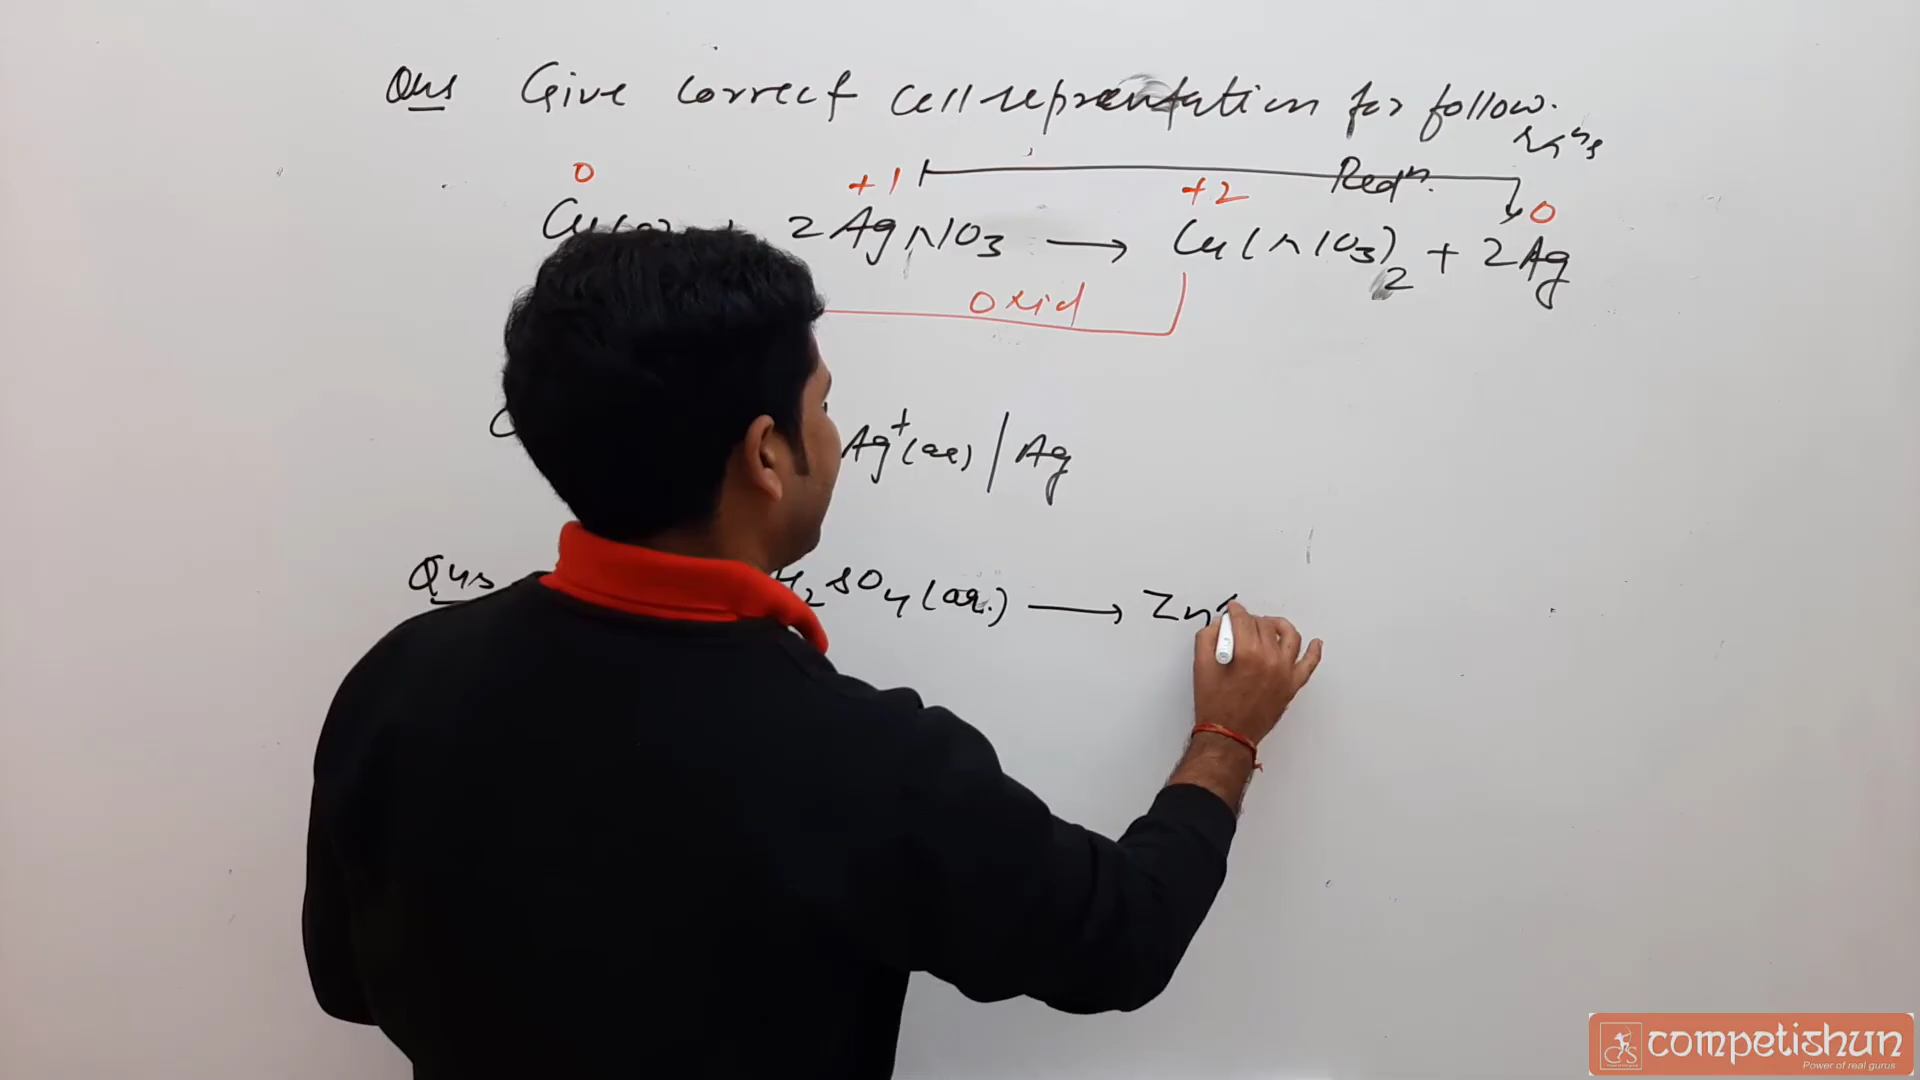 Qus Give correct cell representation for follow.
rxⁿs
0 +1 +2 Redⁿ. 0
2AgNO₃ ⟶ Cu(NO₃)₂ + 2Ag
Oxid
Ag⁺(aq) | Ag
Qus H₂SO₄(aq.) ⟶ Zn
competishun
Power of real gurus